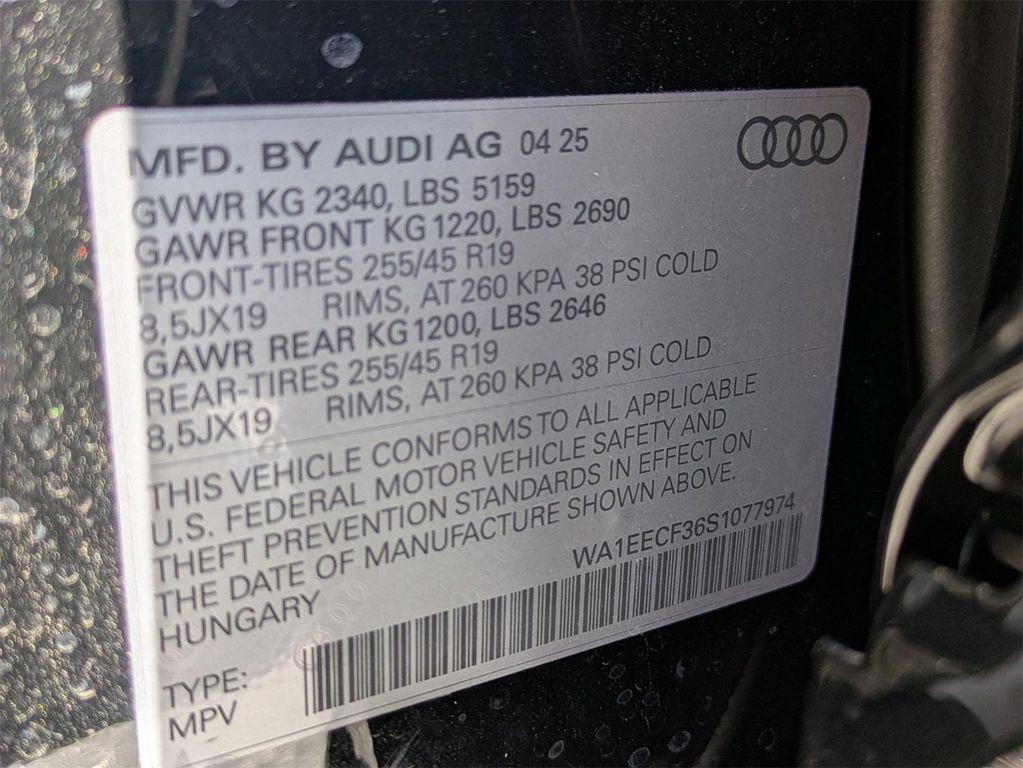 MFD. BY AUDI AG 04 25
GVWR KG 2340, LBS 5159
GAWR FRONT KG 1220, LBS 2690
FRONT-TIRES 255/45 R19
8,5JX19 RIMS, AT 260 KPA 38 PSI COLD
GAWR REAR KG 1200, LBS 2646
REAR-TIRES 255/45 R19
8,5JX19 RIMS, AT 260 KPA 38 PSI COLD
THIS VEHICLE CONFORMS TO ALL APPLICABLE
U.S. FEDERAL MOTOR VEHICLE SAFETY AND
THEFT PREVENTION STANDARDS IN EFFECT ON
THE DATE OF MANUFACTURE SHOWN ABOVE.
HUNGARY WA1EECF36S1077974
TYPE:
MPV